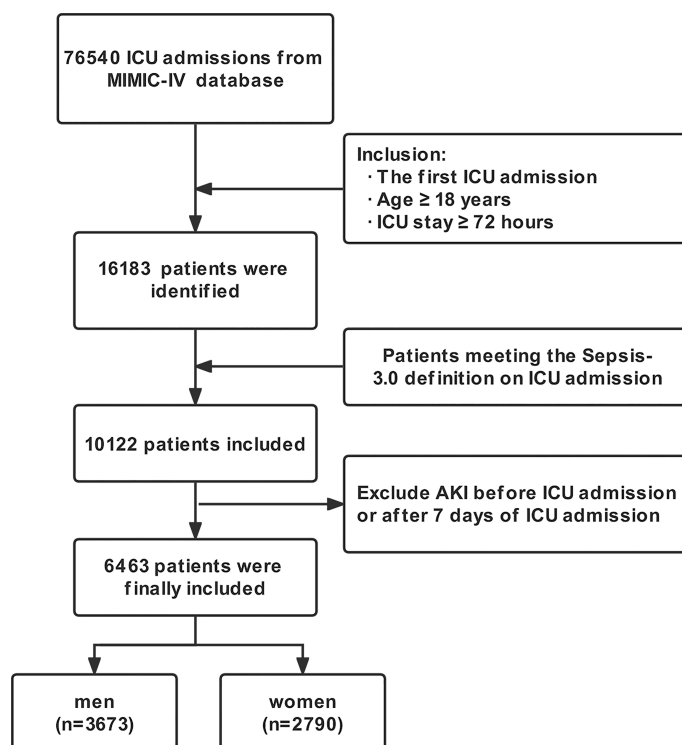 76540 ICU admissions from
MIMIC-IV database
Inclusion:
· The first ICU admission
· Age ≥ 18 years
· ICU stay ≥ 72 hours
16183 patients were
identified
Patients meeting the Sepsis-
3.0 definition on ICU admission
10122 patients included
Exclude AKI before ICU admission
or after 7 days of ICU admission
6463 patients were
finally included
men
(n=3673)
women
(n=2790)